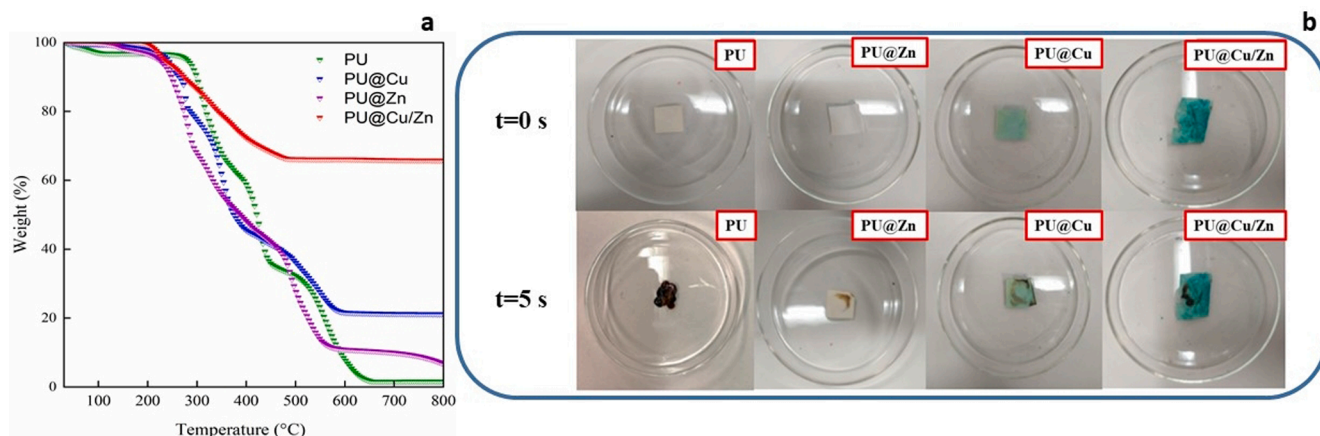 a
100
80
60
40
20
0
Weight (%)
100 200 300 400 500 600 700 800
Temperature (°C)
PU
PU@Cu
PU@Zn
PU@Cu/Zn
b
t=0 s
PU
PU@Zn
PU@Cu
PU@Cu/Zn
t=5 s
PU
PU@Zn
PU@Cu
PU@Cu/Zn